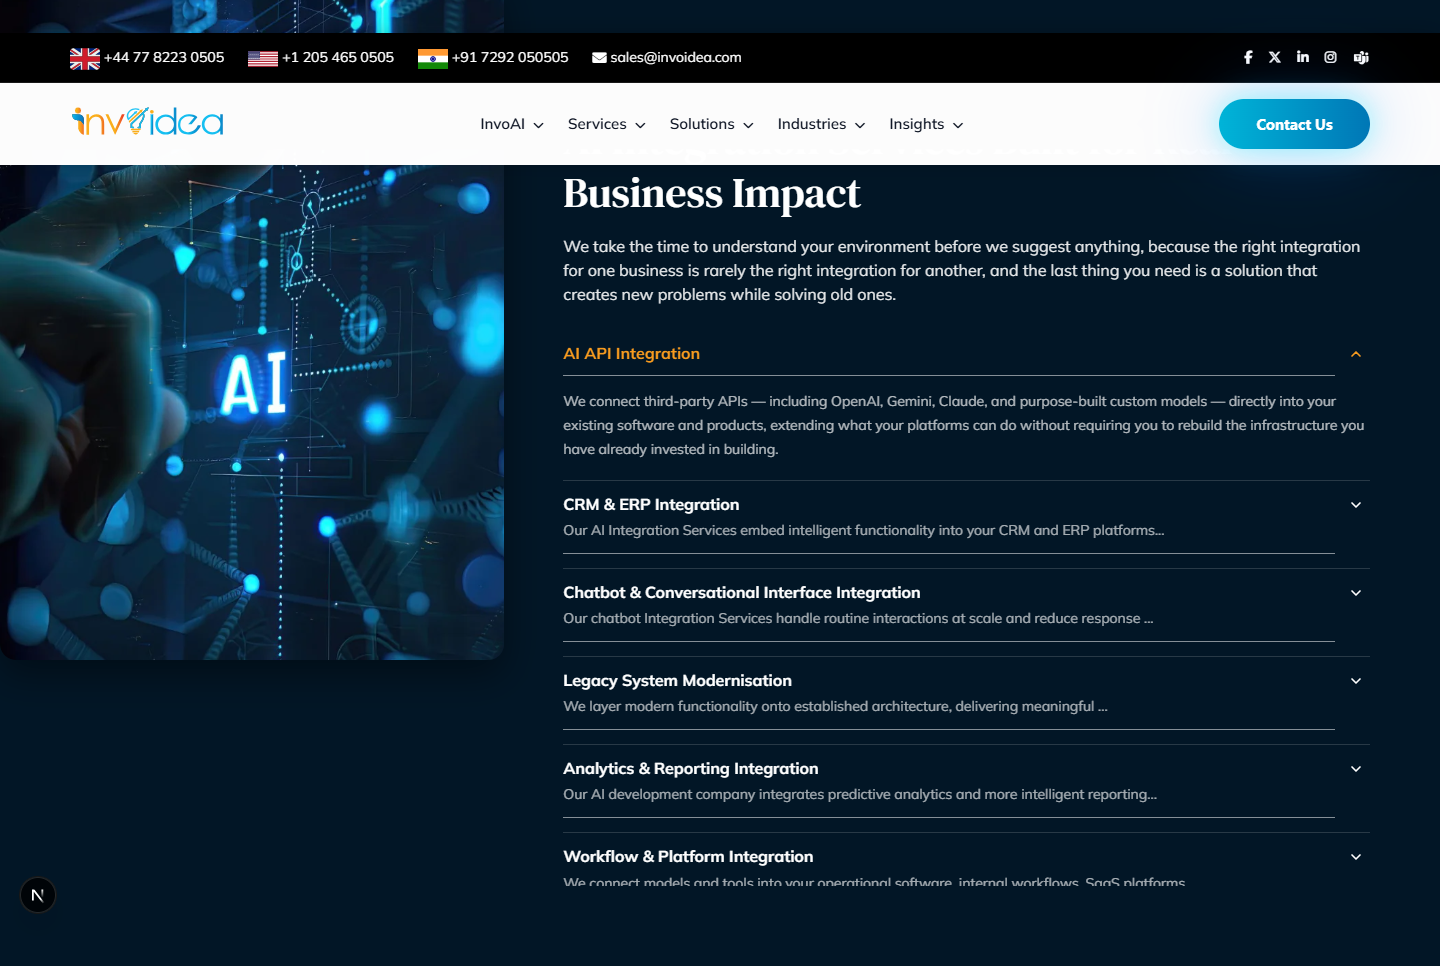 +44 77 8223 0505
+1 205 465 0505
+91 7292 050505
sales@invoidea.com
invoidea
InvoAI
Services
Solutions
Industries
Insights
Contact Us
AI
Business Impact
We take the time to understand your environment before we suggest anything, because the right integration
for one business is rarely the right integration for another, and the last thing you need is a solution that
creates new problems while solving old ones.
AI API Integration
We connect third-party APIs — including OpenAI, Gemini, Claude, and purpose-built custom models — directly into your
existing software and products, extending what your platforms can do without requiring you to rebuild the infrastructure you
have already invested in building.
CRM & ERP Integration
Our AI Integration Services embed intelligent functionality into your CRM and ERP platforms...
Chatbot & Conversational Interface Integration
Our chatbot Integration Services handle routine interactions at scale and reduce response ...
Legacy System Modernisation
We layer modern functionality onto established architecture, delivering meaningful ...
Analytics & Reporting Integration
Our AI development company integrates predictive analytics and more intelligent reporting...
Workflow & Platform Integration
We connect models and tools into your operational software, internal workflows, SaaS platforms
N